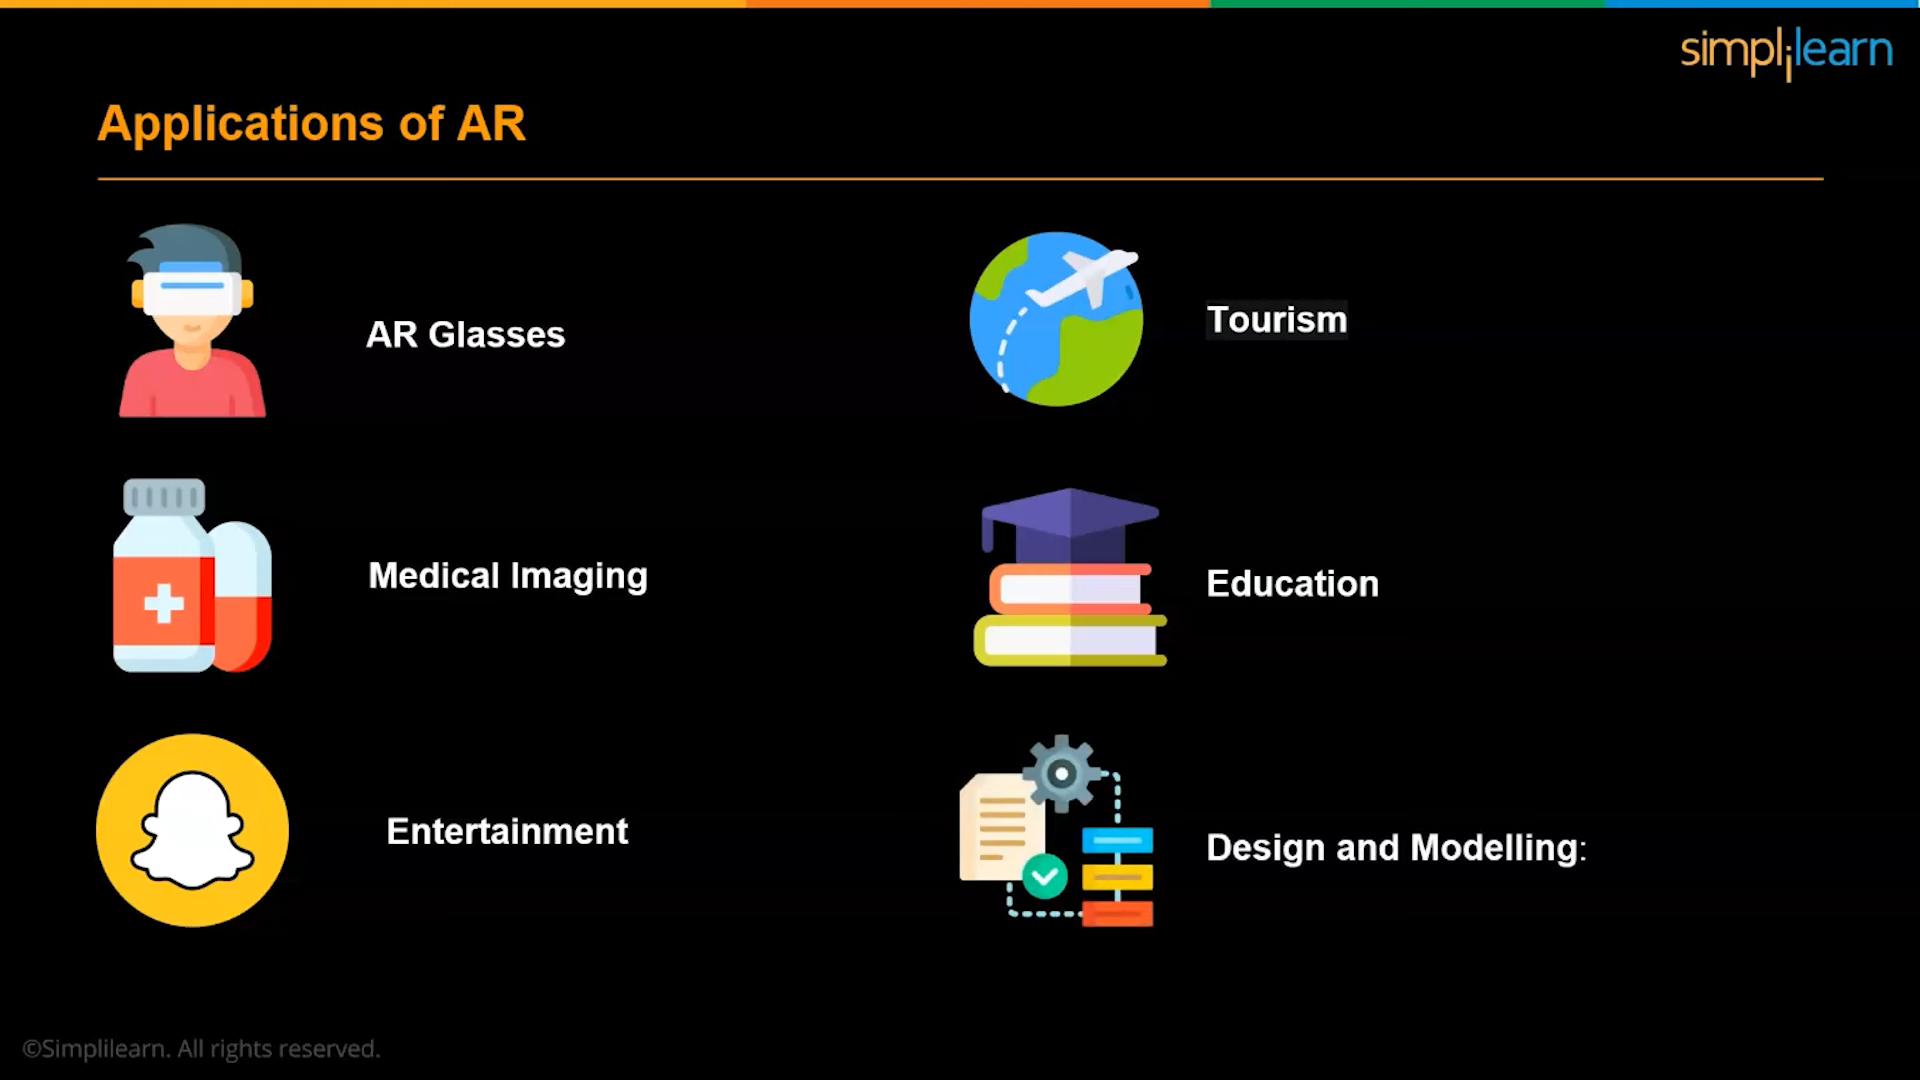 simplilearn
Applications of AR
AR Glasses
Tourism
Medical Imaging
Education
Entertainment
Design and Modelling:
©Simplilearn. All rights reserved.